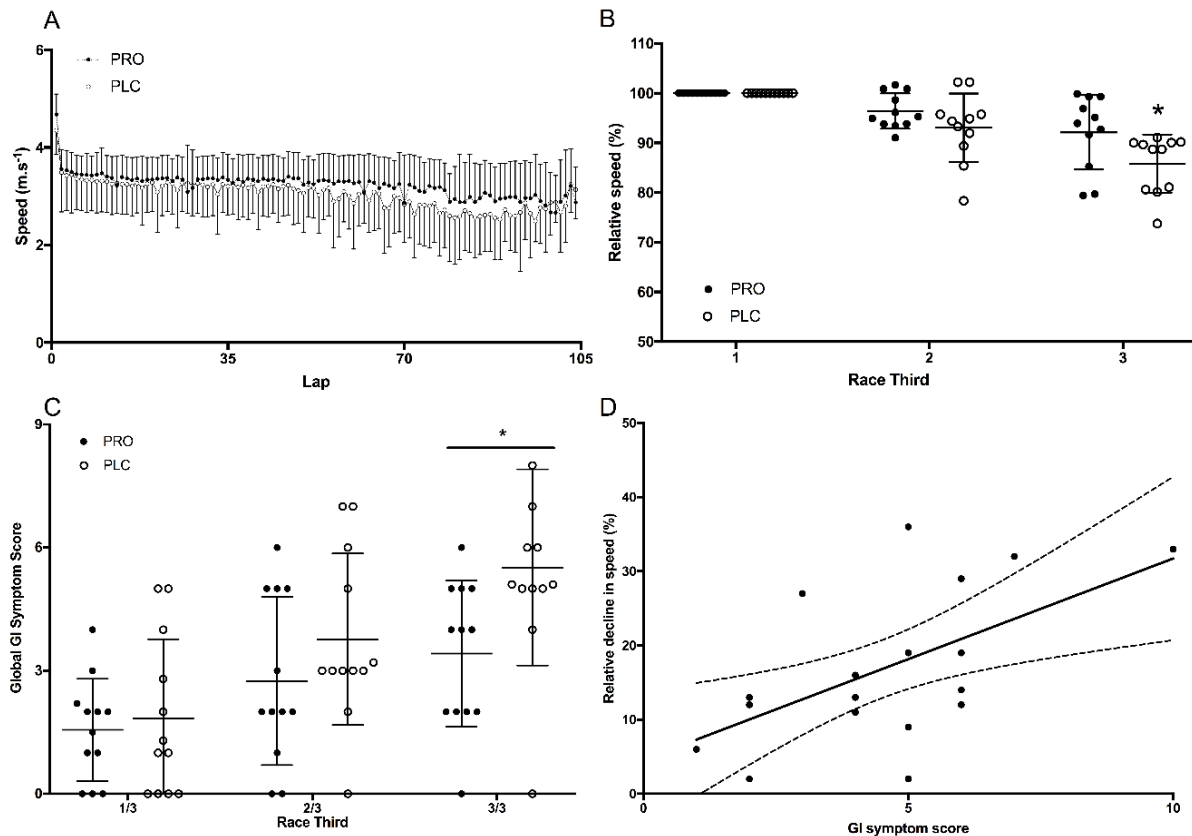 A
Speed (m.s-1)
6
4
2
0
PRO
PLC
0 35 70 105
Lap
B
Relative speed (%)
110
100
90
80
70
60
50
*
PRO
PLC
1 2 3
Race Third
C
Global GI Symptom Score
9
6
3
0
PRO
PLC
*
1/3 2/3 3/3
Race Third
D
Relative decline in speed (%)
50
40
30
20
10
0
0 5 10
GI symptom score